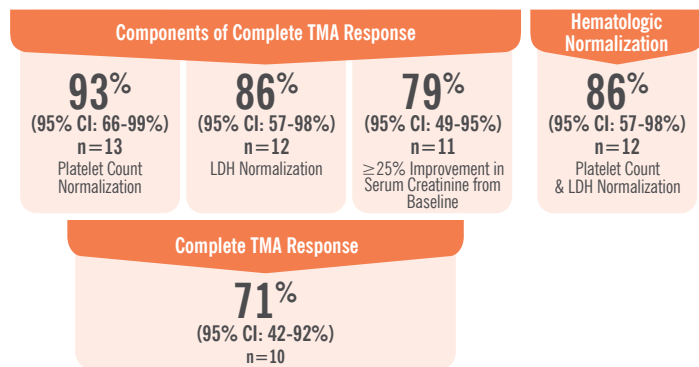 Components of Complete TMA Response
93%
(95% CI: 66-99%)
n=13
Platelet Count
Normalization
86%
(95% CI: 57-98%)
n=12
LDH Normalization
79%
(95% CI: 49-95%)
n=11
≥25% Improvement in
Serum Creatinine from
Baseline
Hematologic
Normalization
86%
(95% CI: 57-98%)
n=12
Platelet Count
& LDH Normalization
Complete TMA Response
71%
(95% CI: 42-92%)
n=10